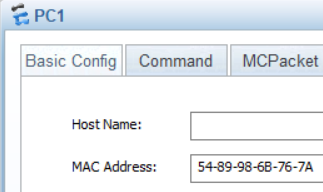 PC1
Basic Config Command MCPacket
Host Name:
MAC Address: 54-89-98-6B-76-7A